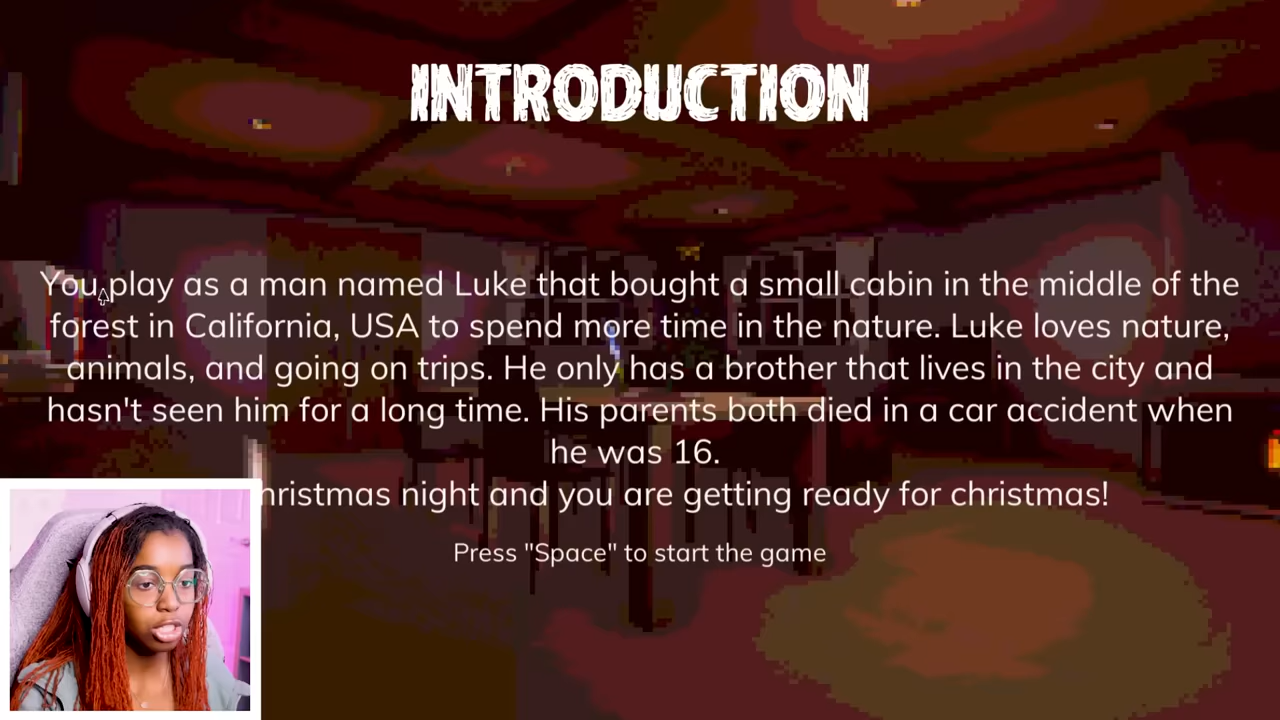 INTRODUCTION
You play as a man named Luke that bought a small cabin in the middle of the
forest in California, USA to spend more time in the nature. Luke loves nature,
animals, and going on trips. He only has a brother that lives in the city and
hasn't seen him for a long time. His parents both died in a car accident when
he was 16.
night and you are getting ready for christmas!
Press "Space" to start the game